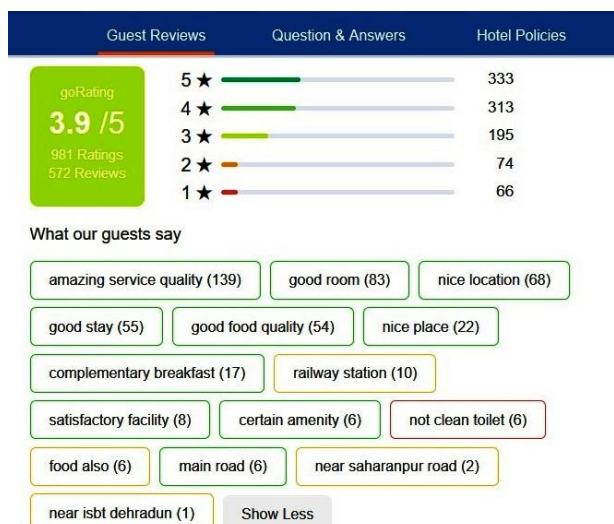 Guest Reviews Question & Answers Hotel Policies
goRating
3.9 /5
981 Ratings
572 Reviews
5 ★ 333
4 ★ 313
3 ★ 195
2 ★ 74
1 ★ 66
What our guests say
amazing service quality (139) good room (83) nice location (68)
good stay (55) good food quality (54) nice place (22)
complementary breakfast (17) railway station (10)
satisfactory facility (8) certain amenity (6) not clean toilet (6)
food also (6) main road (6) near saharanpur road (2)
near isbt dehradun (1) Show Less